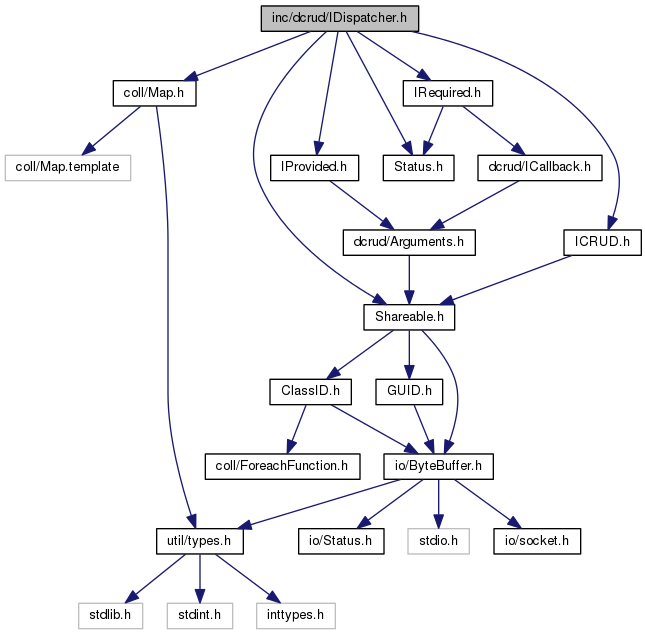 inc/dcrud/IDispatcher.h
coll/Map.h
IRequired.h
coll/Map.template
IProvided.h
Status.h
dcrud/ICallback.h
dcrud/Arguments.h
ICRUD.h
Shareable.h
ClassID.h
GUID.h
coll/ForeachFunction.h
io/ByteBuffer.h
util/types.h
io/Status.h
stdio.h
io/socket.h
stdlib.h
stdint.h
inttypes.h